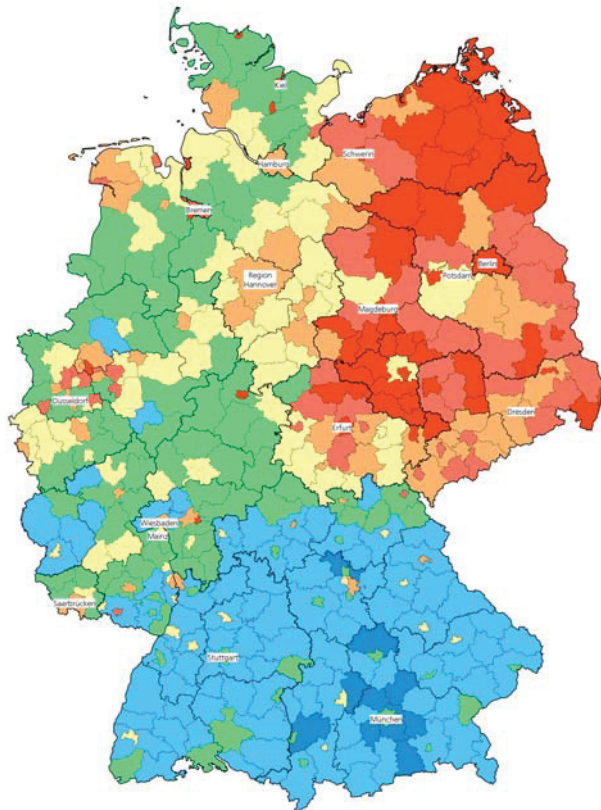 Kiel
Schwerin
Hamburg
Bremen
Berlin
Potsdam
Region
Hannover
Magdeburg
Düsseldorf
Dresden
Erfurt
Wiesbaden
Mainz
Saarbrücken
Stuttgart
München